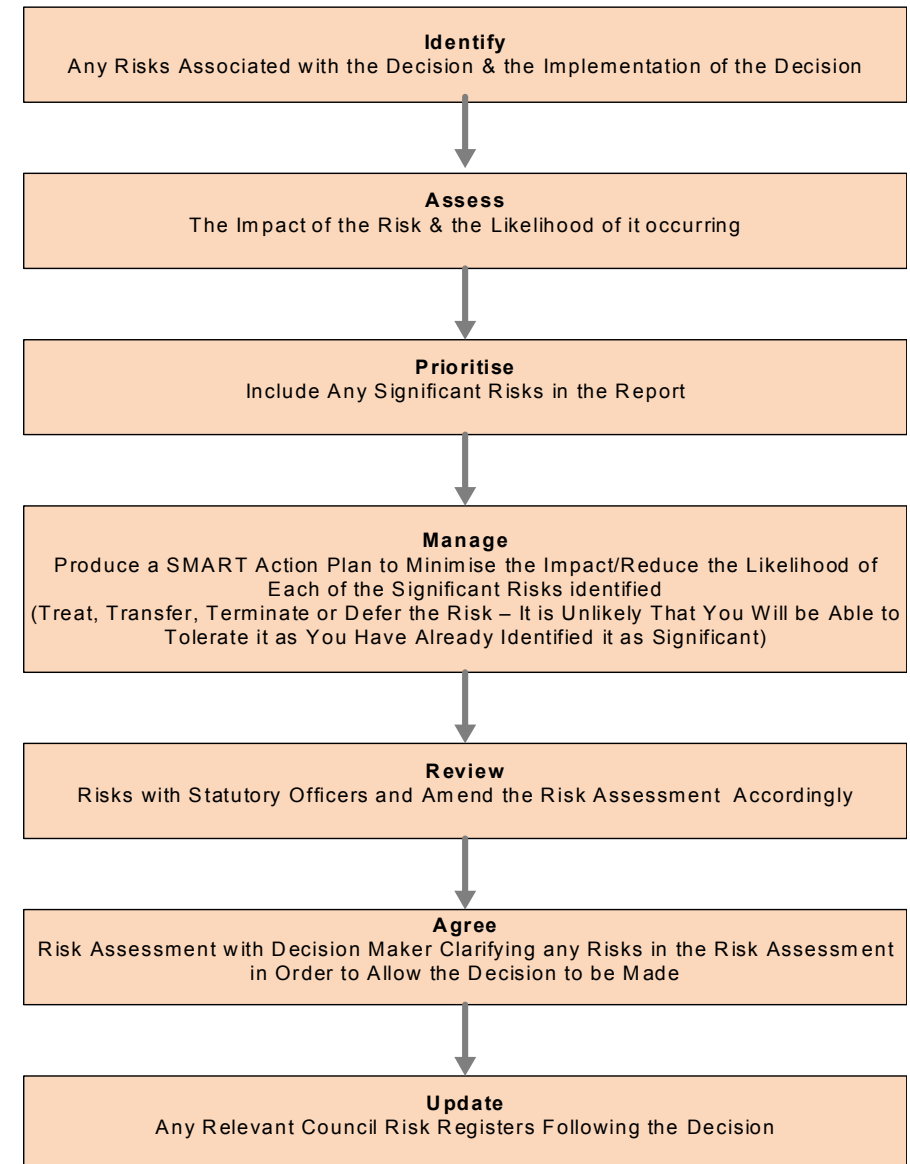 Identify
Any Risks Associated with the Decision & the Implementation of the Decision
Assess
The Impact of the Risk & the Likelihood of it occurring
Prioritise
Include Any Significant Risks in the Report
Manage
Produce a SMART Action Plan to Minimise the Impact/Reduce the Likelihood of
Each of the Significant Risks identified
(Treat, Transfer, Terminate or Defer the Risk – It is Unlikely That You Will be Able to
Tolerate it as You Have Already Identified it as Significant)
Review
Risks with Statutory Officers and Amend the Risk Assessment Accordingly
Agree
Risk Assessment with Decision Maker Clarifying any Risks in the Risk Assessment
in Order to Allow the Decision to be Made
Update
Any Relevant Council Risk Registers Following the Decision